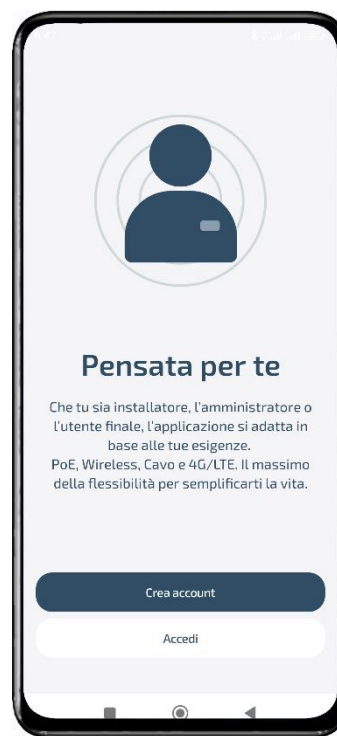 Pensata per te
Che tu sia installatore, l'amministratore o
l'utente finale, l'applicazione si adatta in
base alle tue esigenze.
PoE, Wireless, Cavo e 4G/LTE. Il massimo
della flessibilità per semplificarti la vita.
Crea account
Accedi